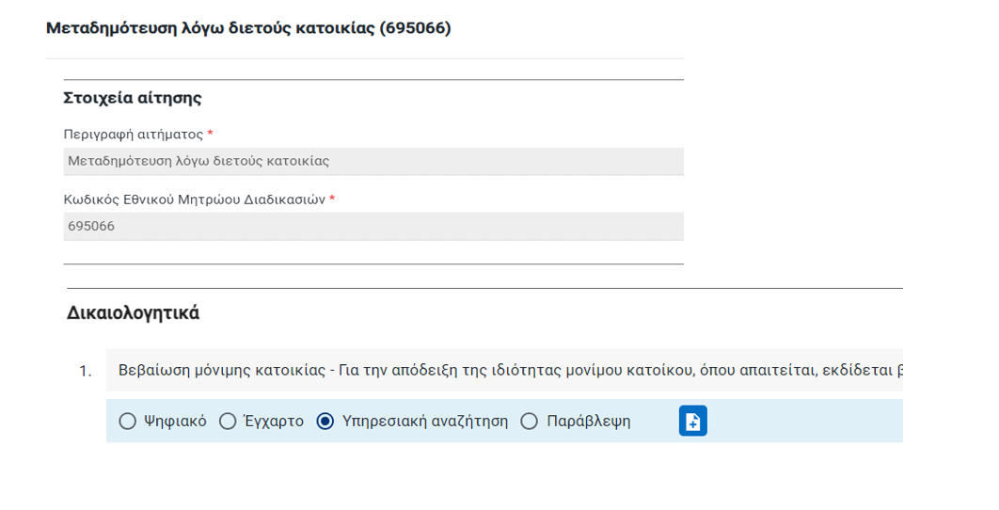 Μεταδημότευση λόγω διετούς κατοικίας (695066)
Στοιχεία αίτησης
Περιγραφή αιτήματος *
Μεταδημότευση λόγω διετούς κατοικίας
Κωδικός Εθνικού Μητρώου Διαδικασιών *
695066
Δικαιολογητικά
1. Βεβαίωση μόνιμης κατοικίας - Για την απόδειξη της ιδιότητας μονίμου κατοίκου, όπου απαιτείται, εκδίδεται β
Ψηφιακό Έγχαρτο Υπηρεσιακή αναζήτηση Παράβλεψη